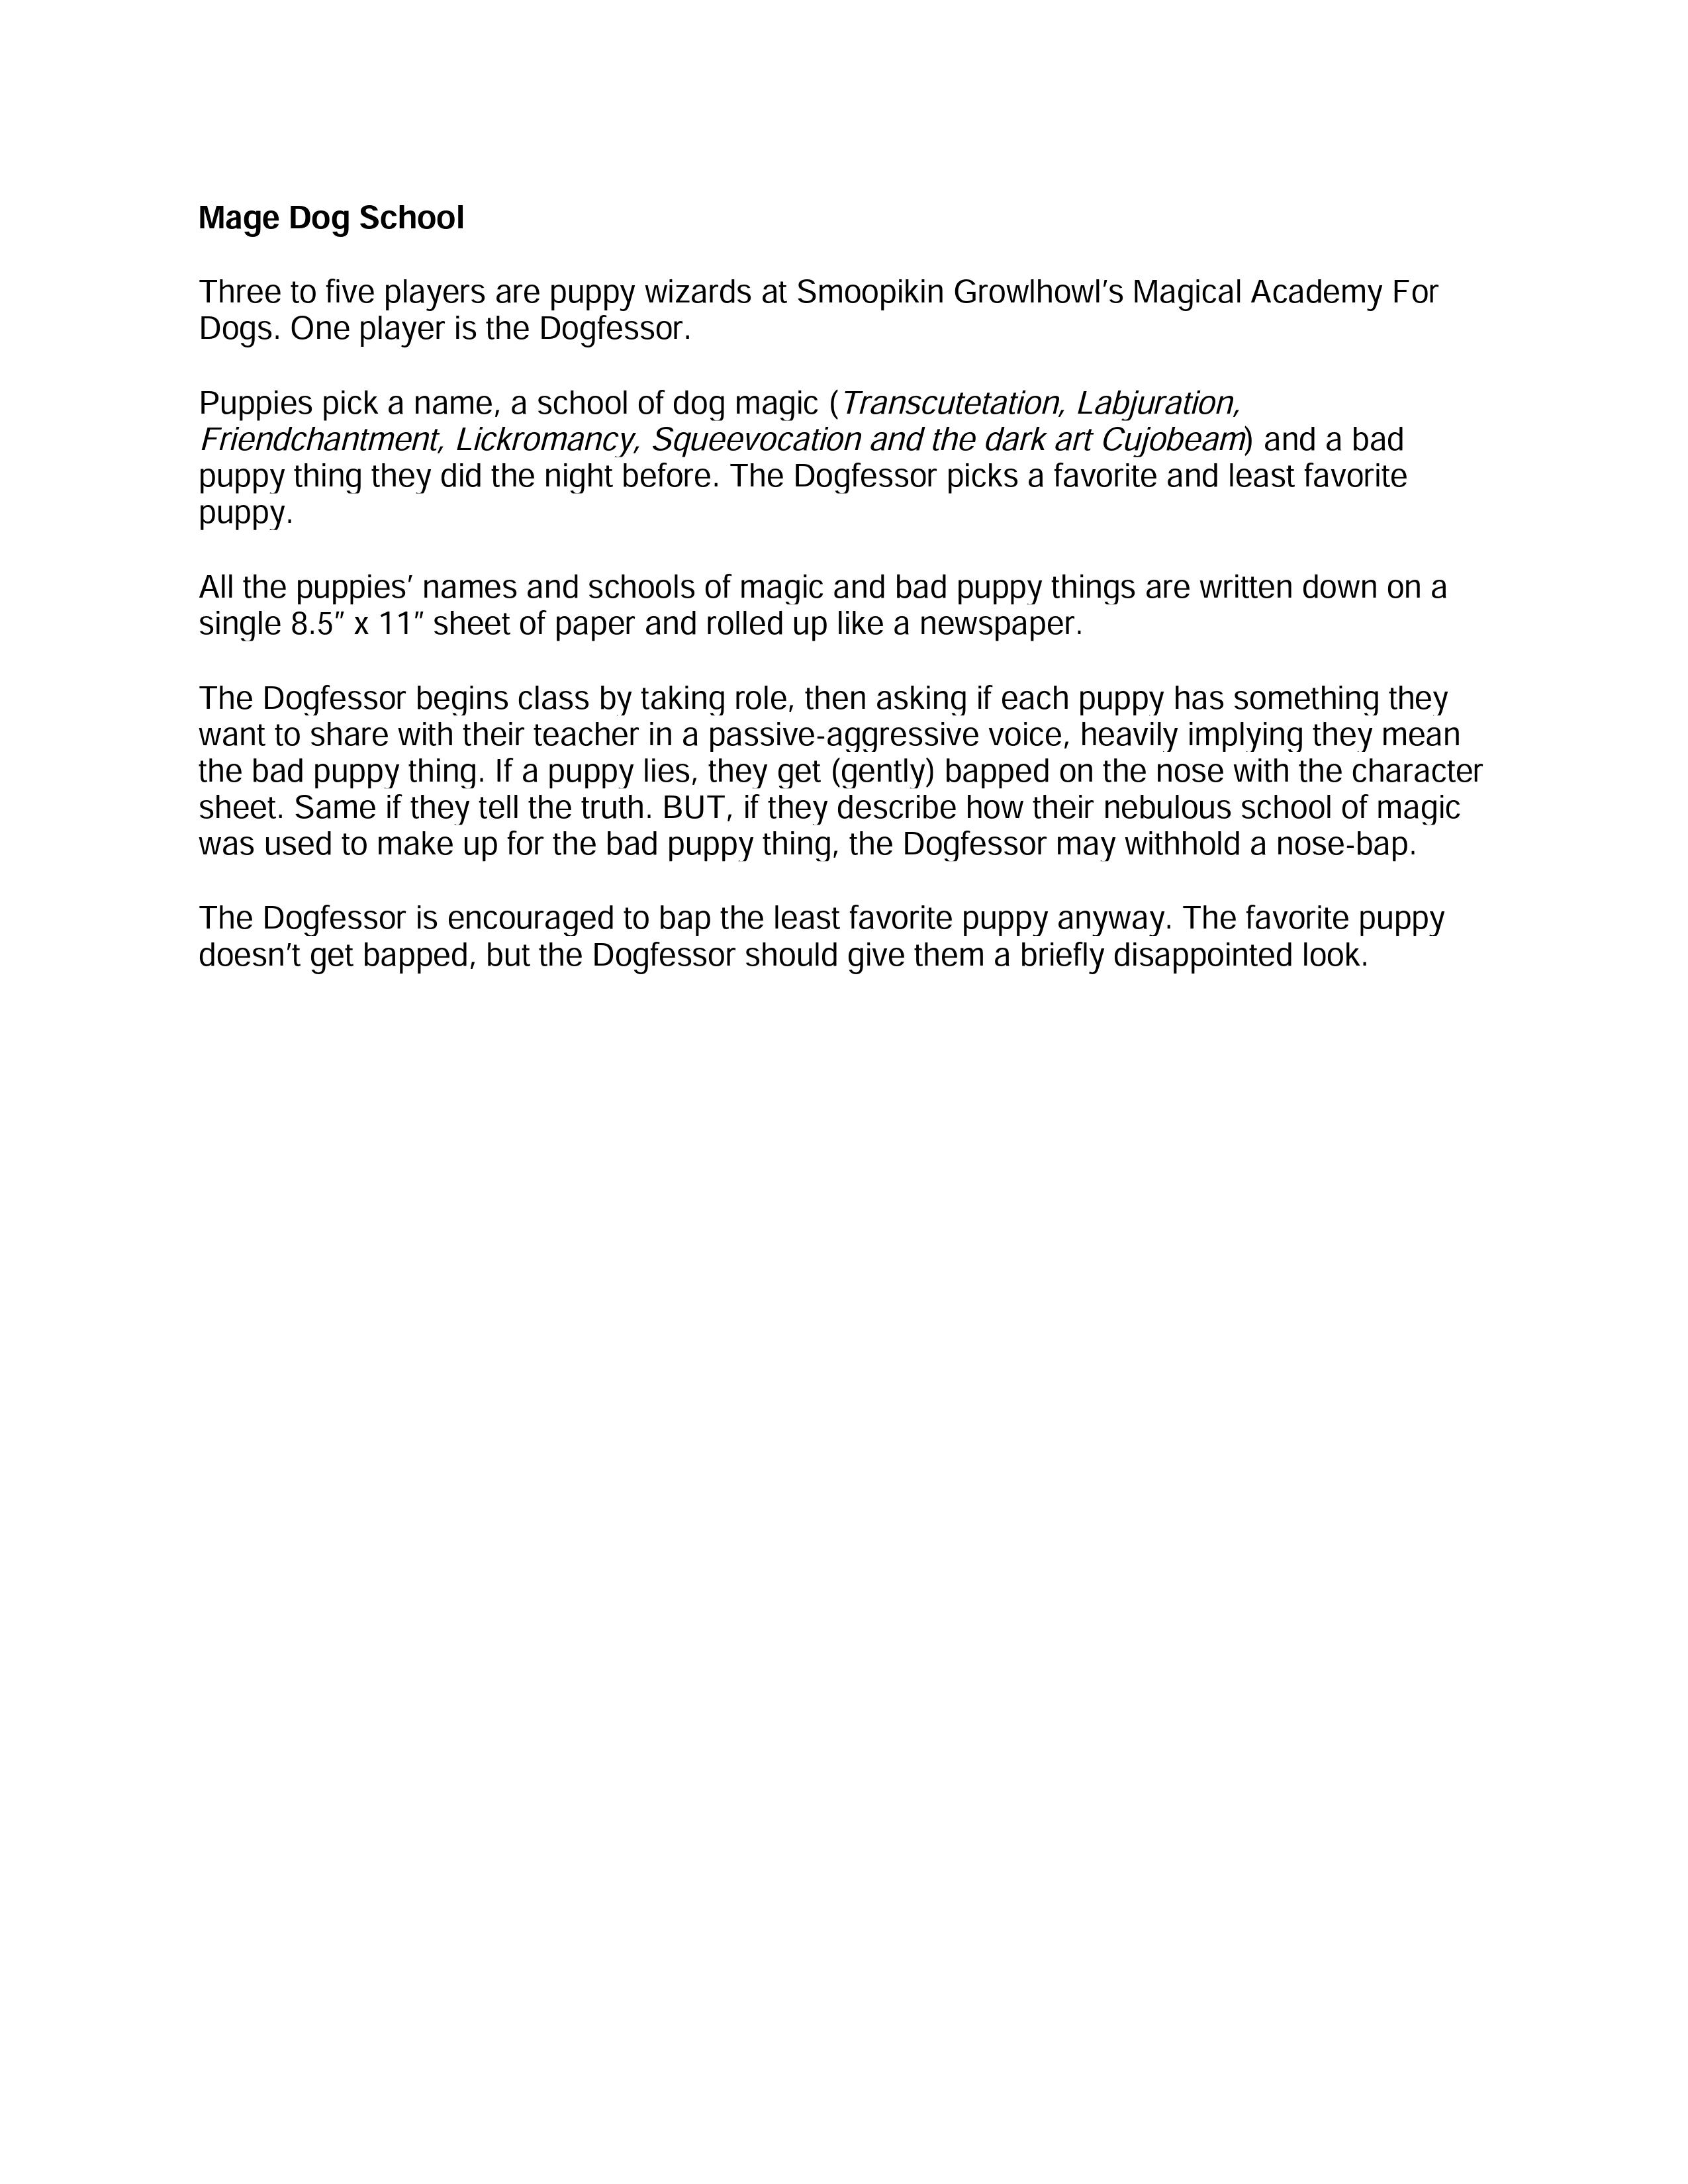 Mage Dog School
Three to five players are puppy wizards at Smoopikin Growlhowl’s Magical Academy For
Dogs. One player is the Dogfessor.
Puppies pick a name, a school of dog magic (Transcutetation, Labjuration,
Friendchantment, Lickromancy, Squeevocation and the dark art Cujobeam) and a bad
puppy thing they did the night before. The Dogfessor picks a favorite and least favorite
puppy.
All the puppies’ names and schools of magic and bad puppy things are written down on a
single 8.5” x 11” sheet of paper and rolled up like a newspaper.
The Dogfessor begins class by taking role, then asking if each puppy has something they
want to share with their teacher in a passive-aggressive voice, heavily implying they mean
the bad puppy thing. If a puppy lies, they get (gently) bapped on the nose with the character
sheet. Same if they tell the truth. BUT, if they describe how their nebulous school of magic
was used to make up for the bad puppy thing, the Dogfessor may withhold a nose-bap.
The Dogfessor is encouraged to bap the least favorite puppy anyway. The favorite puppy
doesn’t get bapped, but the Dogfessor should give them a briefly disappointed look.